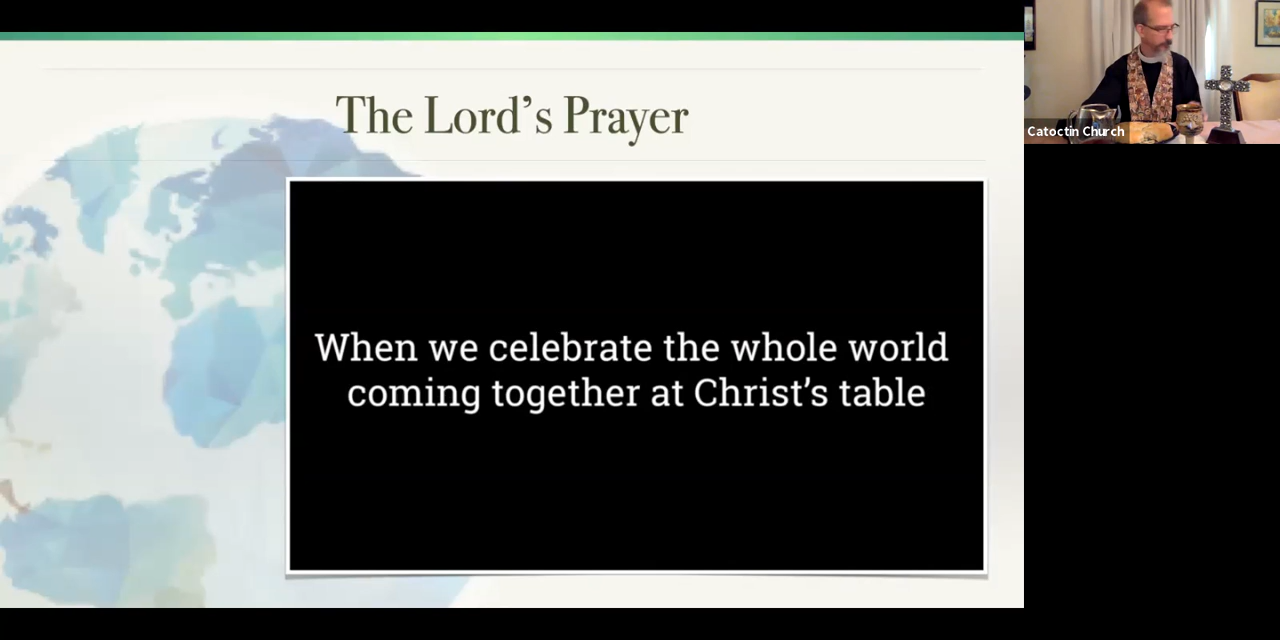 The Lord’s Prayer
When we celebrate the whole world
coming together at Christ’s table
Catoctin Church